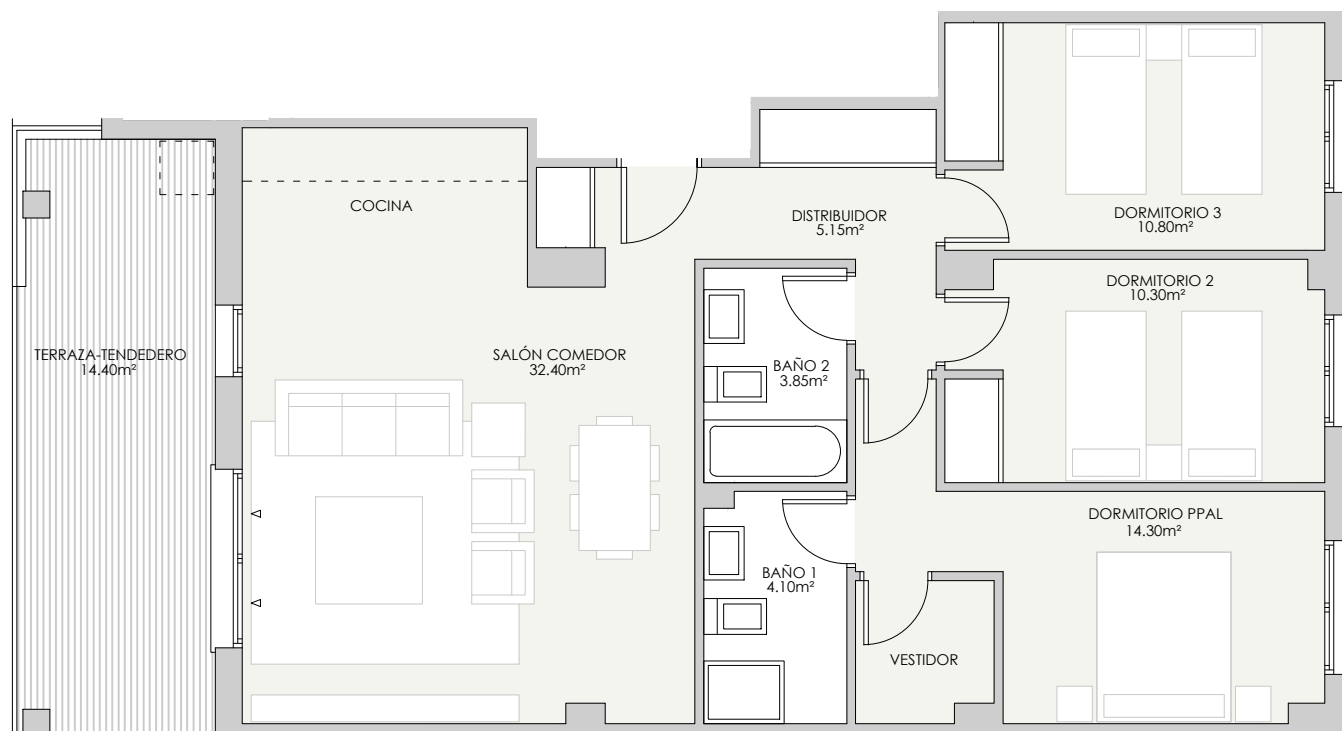 COCINA
DISTRIBUIDOR
5.15m²
DORMITORIO 3
10.80m²
DORMITORIO 2
10.30m²
TERRAZA-TENDEDERO
14.40m²
SALÓN COMEDOR
32.40m²
BAÑO 2
3.85m²
DORMITORIO PPAL
14.30m²
BAÑO 1
4.10m²
VESTIDOR